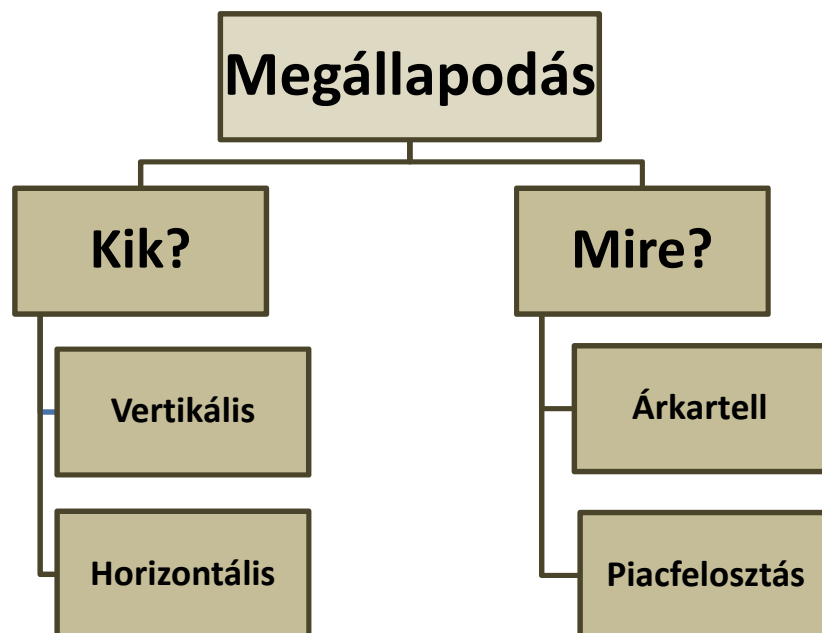 Megállapodás
Kik?
Mire?
Vertikális
Árkartell
Horizontális
Piacfelosztás